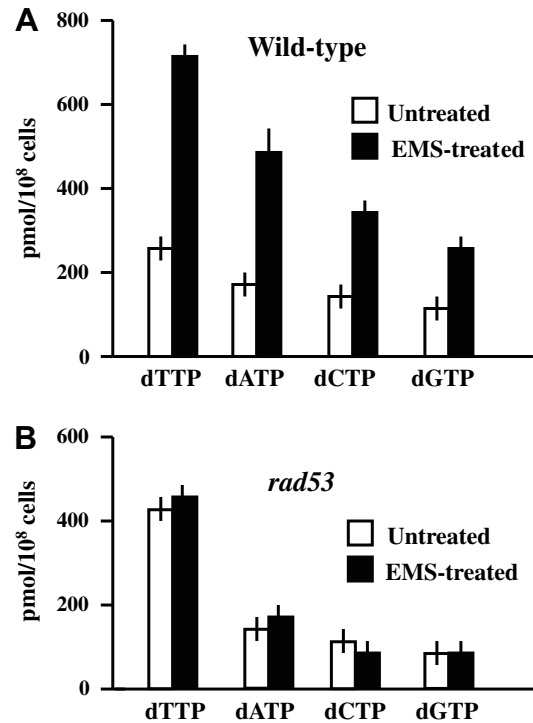 A
Wild-type
pmol/10⁸ cells
800
600
400
200
0
Untreated
EMS-treated
dTTP dATP dCTP dGTP
B
rad53
pmol/10⁸ cells
600
400
200
0
Untreated
EMS-treated
dTTP dATP dCTP dGTP